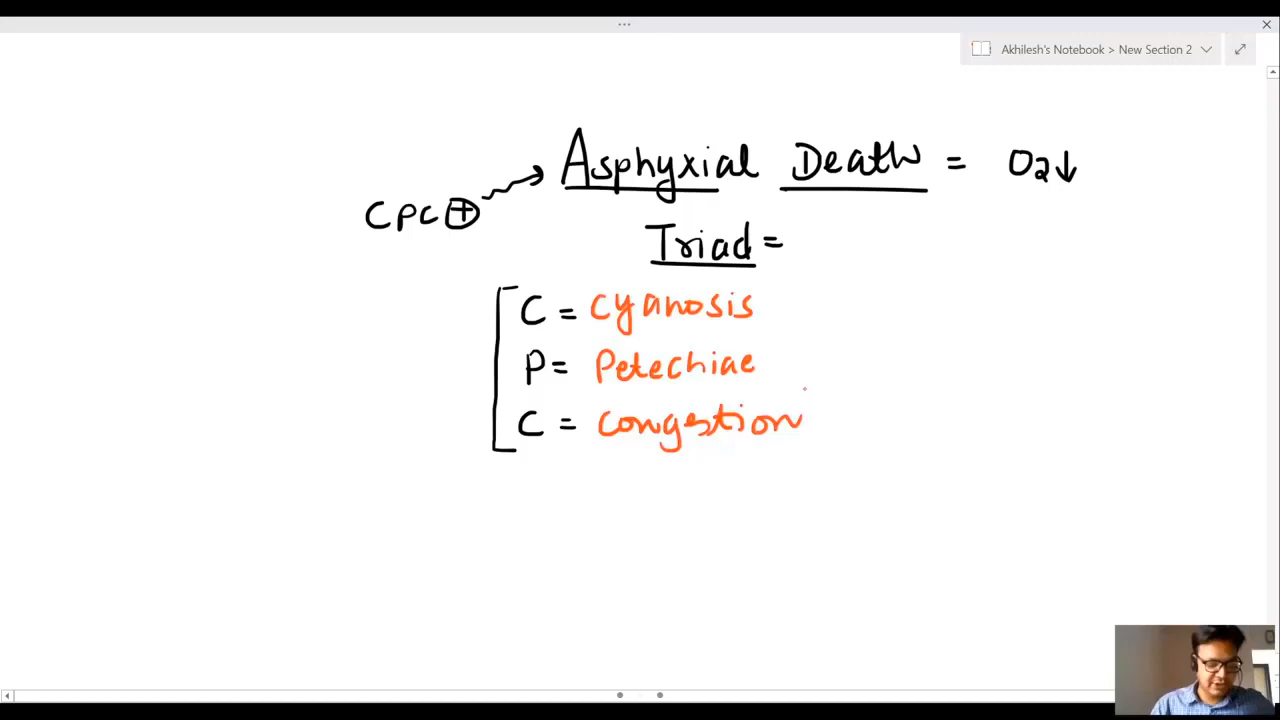 Akhilesh's Notebook > New Section 2
Asphyxial Death = O2↓
CPC⊕
Triad =
C = Cyanosis
P = Petechiae
C = Congestion